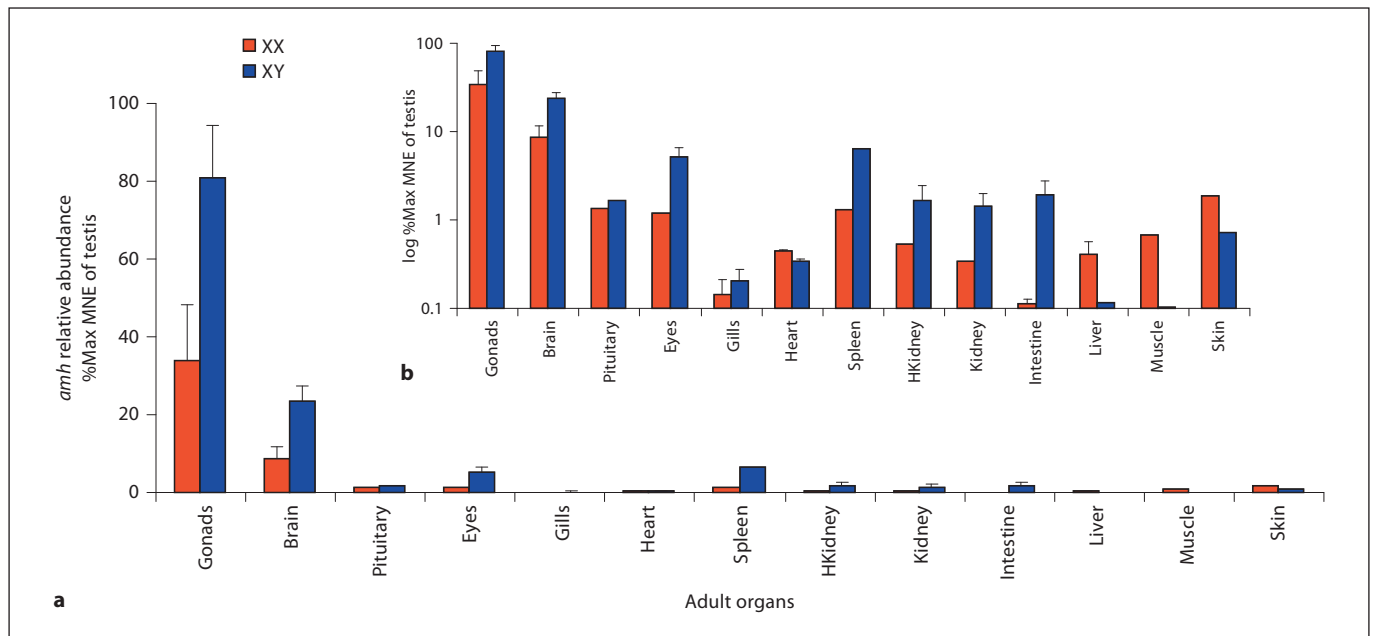 XX
XY
amh relative abundance
%Max MNE of testis
100
80
60
40
20
0
Gonads
Brain
Pituitary
Eyes
Gills
Heart
Spleen
HKidney
Kidney
Intestine
Liver
Muscle
Skin
a
Adult organs
log %Max MNE of testis
100
10
1
0.1
Gonads
Brain
Pituitary
Eyes
Gills
Heart
Spleen
HKidney
Kidney
Intestine
Liver
Muscle
Skin
b